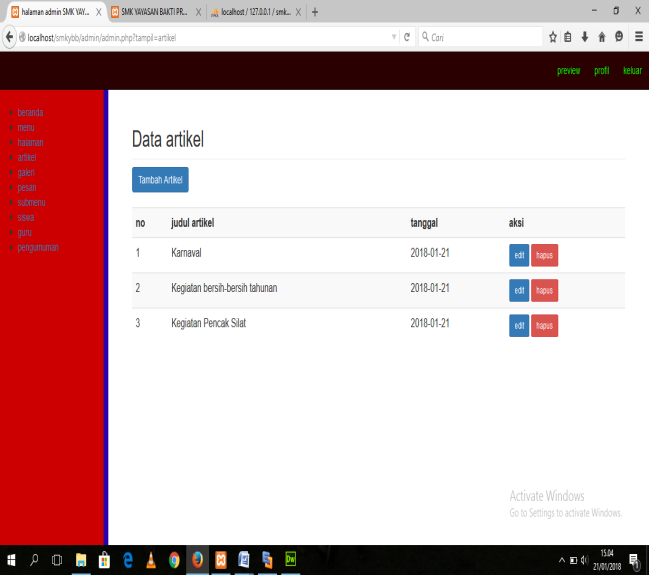 halaman admin SMK YAY...
SMK YAYASAN BAKTI PR...
localhost / 127.0.0.1 / smk...
localhost/smkybb/admin/admin.php?tampil=artikel
Cari
preview profil keluar
beranda
menu
halaman
artikel
galeri
pesan
submenu
siswa
guru
pengumuman
Data artikel
Tambah Artikel
no judul artikel tanggal aksi
1 Karnaval 2018-01-21 edit hapus
2 Kegiatan bersih-bersih tahunan 2018-01-21 edit hapus
3 Kegiatan Pencak Silat 2018-01-21 edit hapus
Activate Windows
Go to Settings to activate Windows.
Dw
15.04
21/01/2018